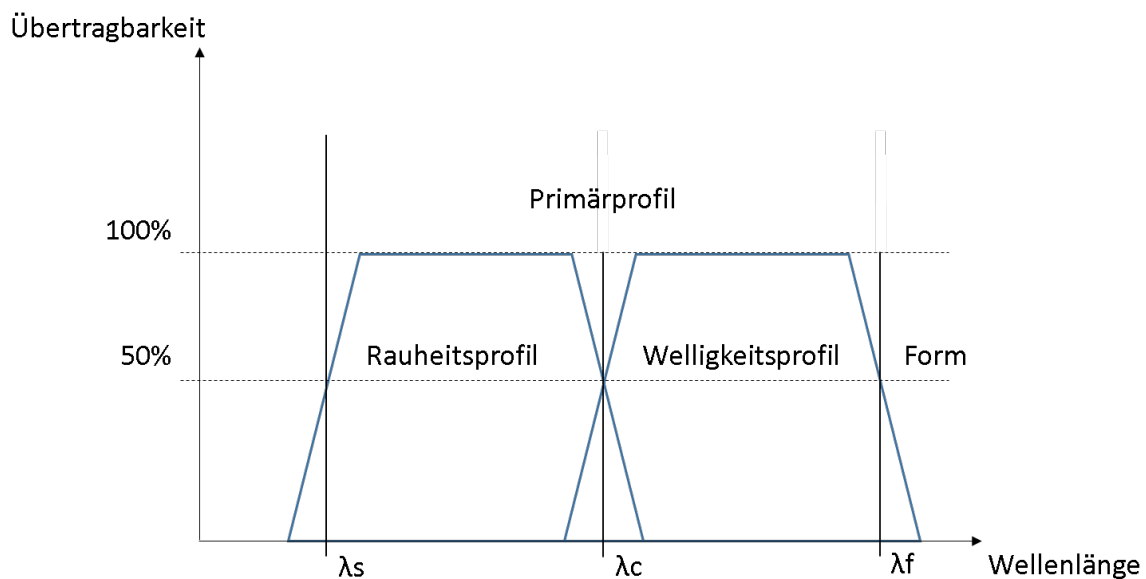 Übertragbarkeit
Primärprofil
100%
50%
Rauheitsprofil
Welligkeitsprofil
Form
λs
λc
λf
Wellenlänge